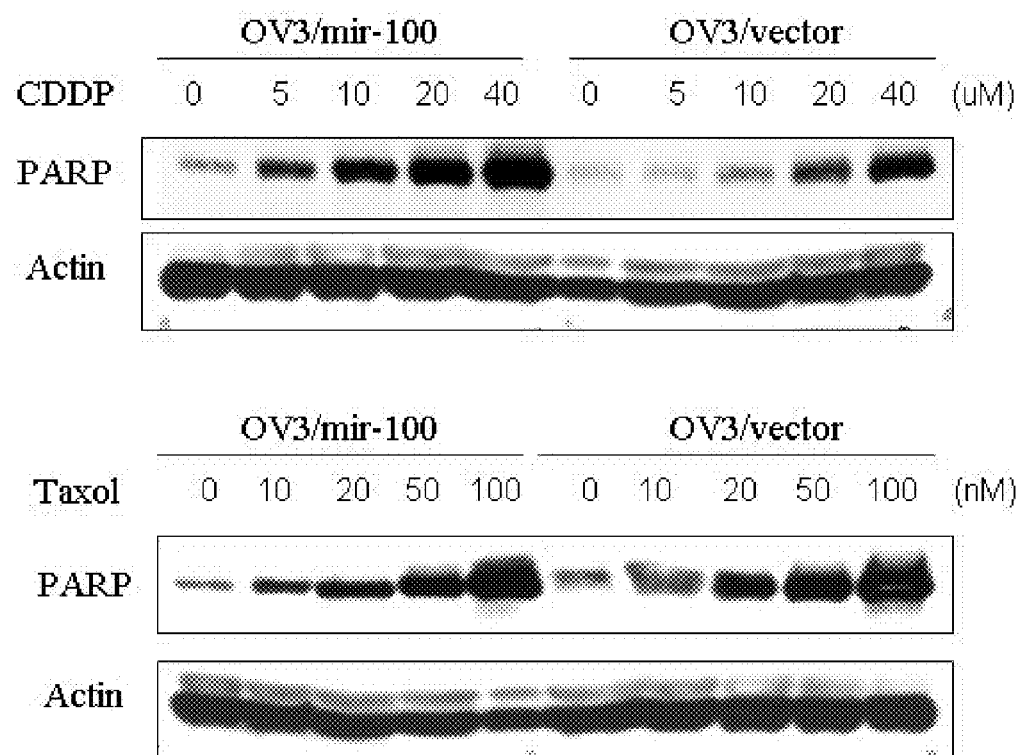 OV3/mir-100 OV3/vector
CDDP 0 5 10 20 40 0 5 10 20 40 (uM)
PARP
Actin
OV3/mir-100 OV3/vector
Taxol 0 10 20 50 100 0 10 20 50 100 (nM)
PARP
Actin